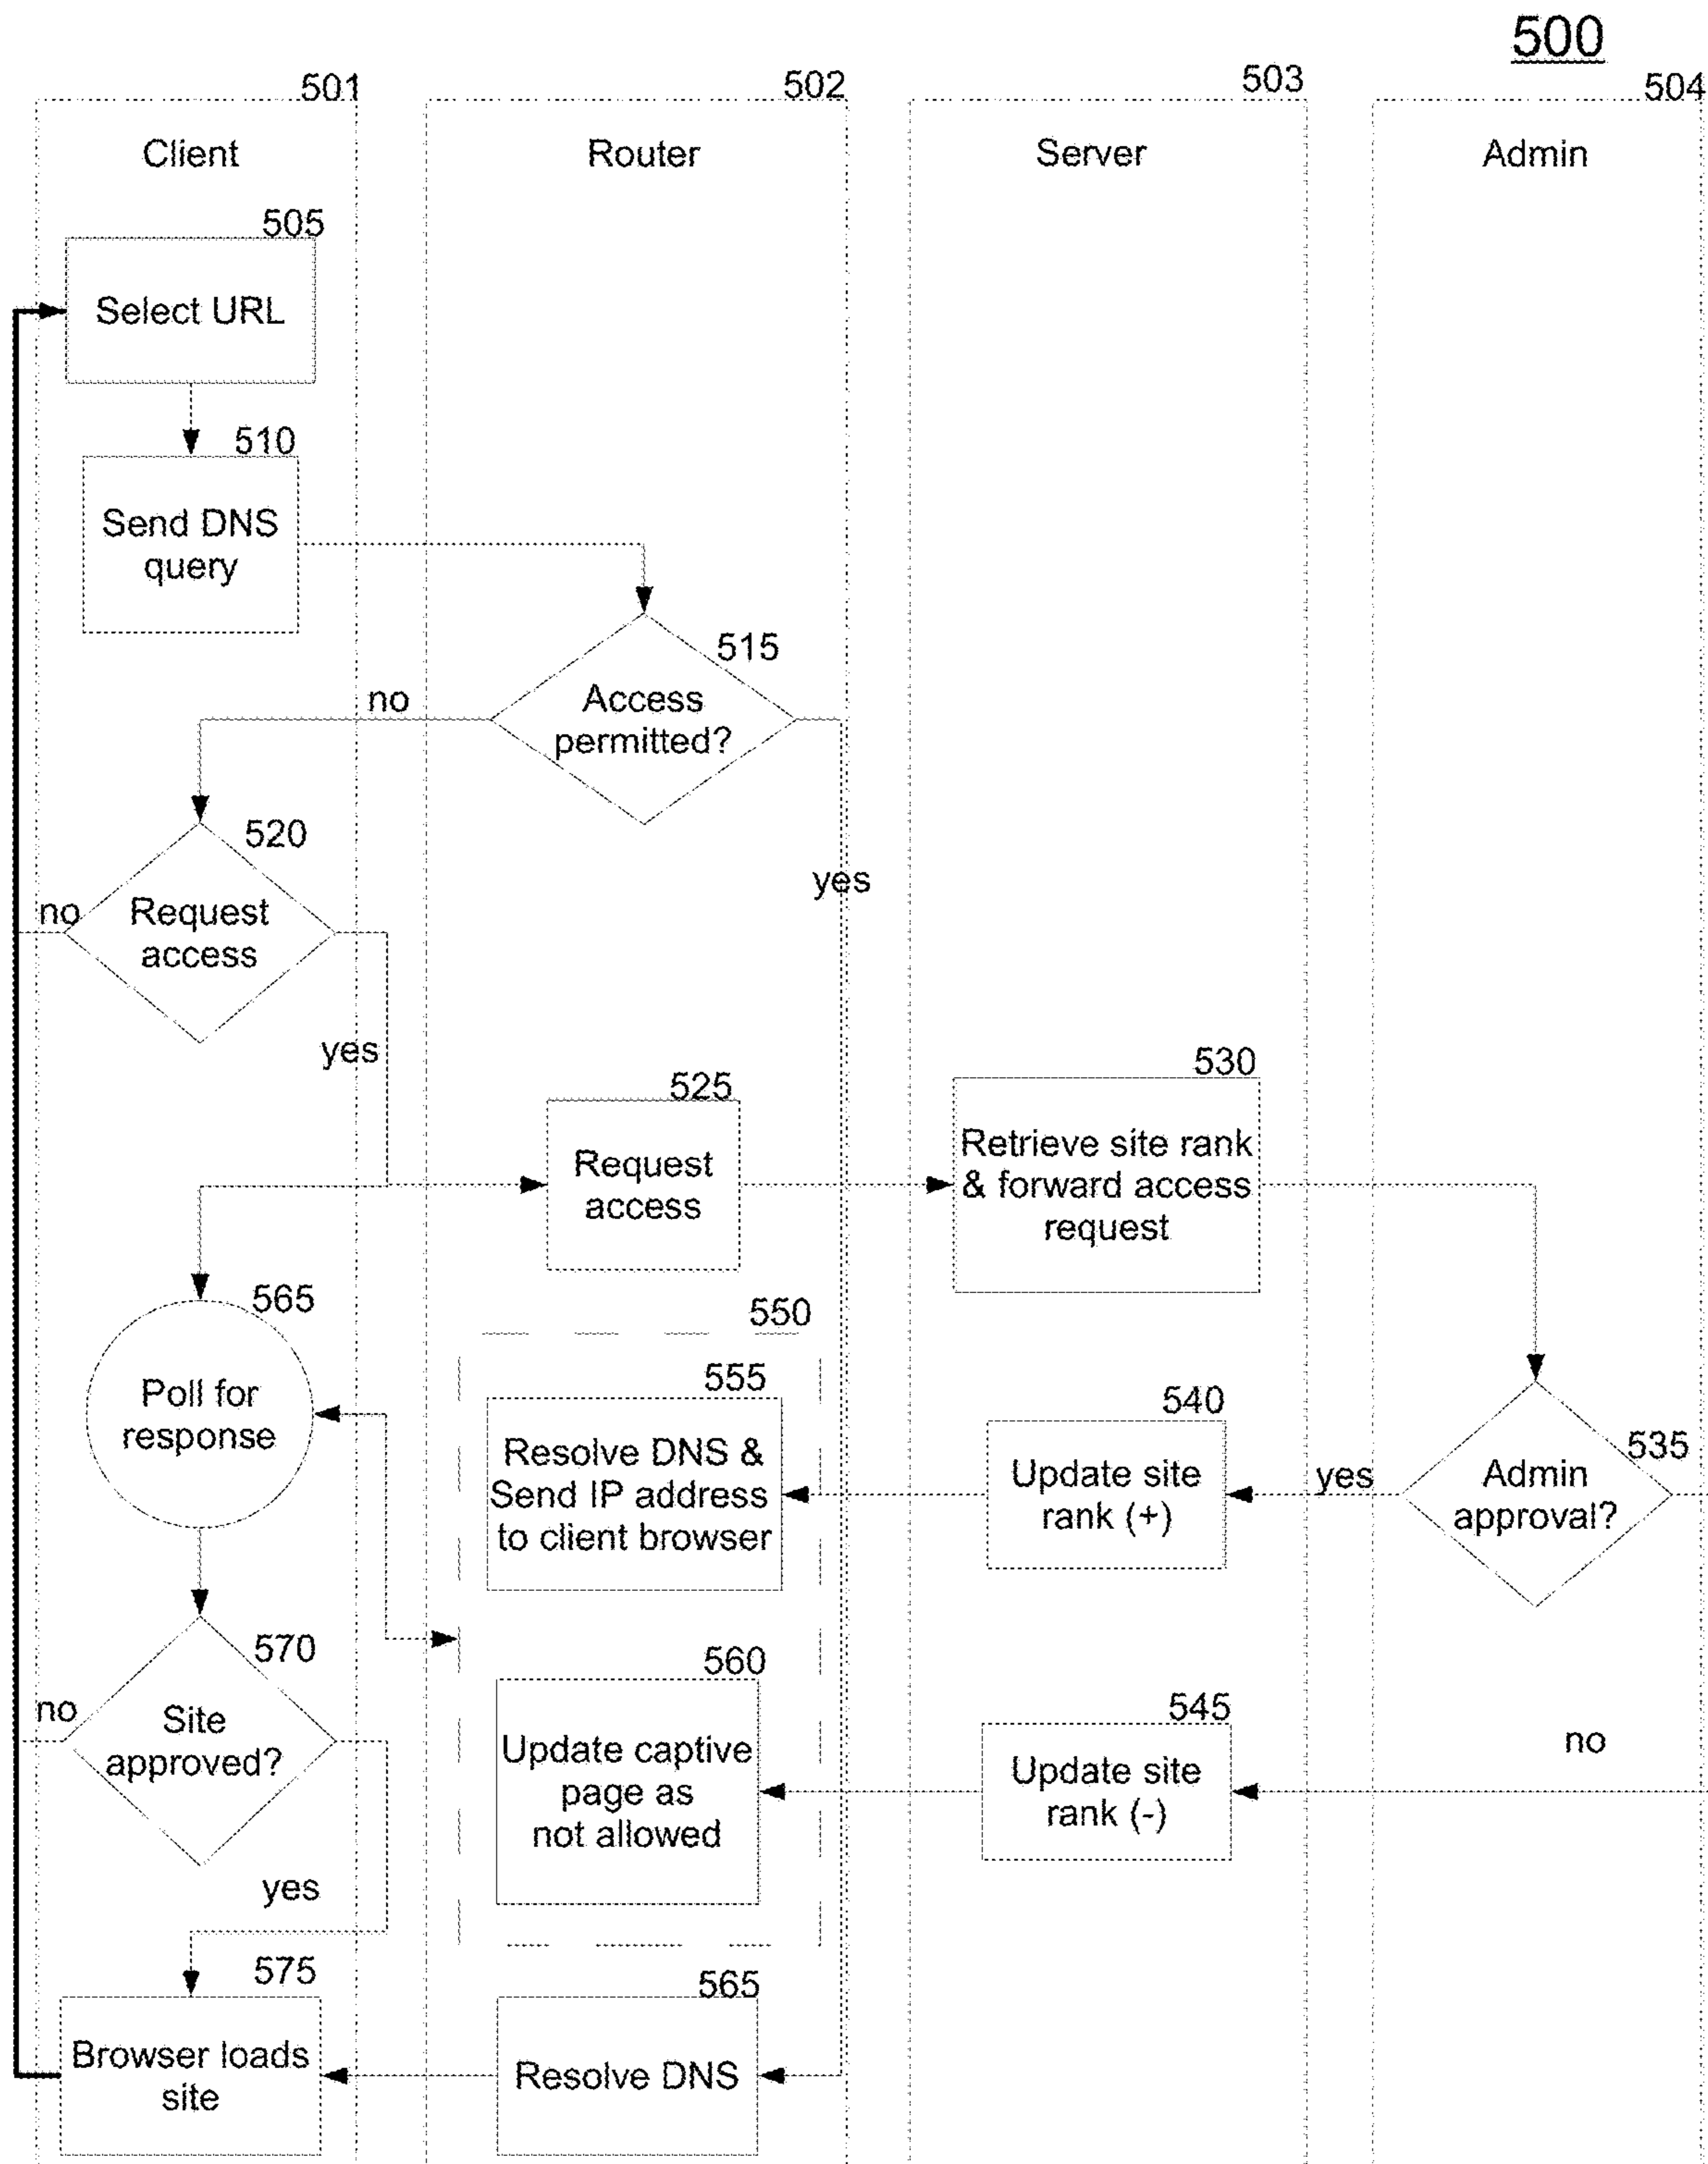 500
501
502
503
504
Client
Router
Server
Admin
505
Select URL
510
Send DNS
query
515
Access
permitted?
no
yes
520
Request
access
no
yes
525
Request
access
530
Retrieve site rank
& forward access
request
565
Poll for
response
550
555
Resolve DNS &
Send IP address
to client browser
540
Update site
rank (+)
yes
535
Admin
approval?
570
Site
approved?
no
yes
560
Update captive
page as
not allowed
545
Update site
rank (-)
no
575
Browser loads
site
565
Resolve DNS